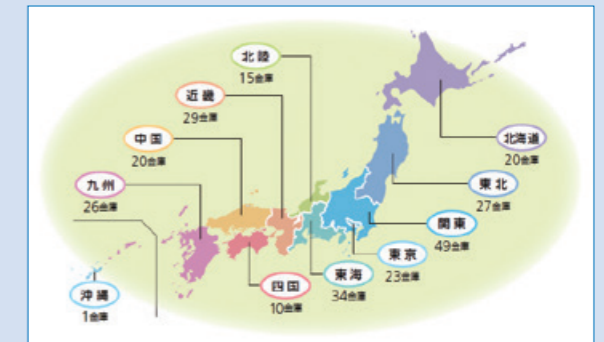 北陸
15金庫
近畿
29金庫
中国
20金庫
九州
26金庫
沖縄
1金庫
四国
10金庫
東海
34金庫
東京
23金庫
関東
49金庫
東北
27金庫
北海道
20金庫